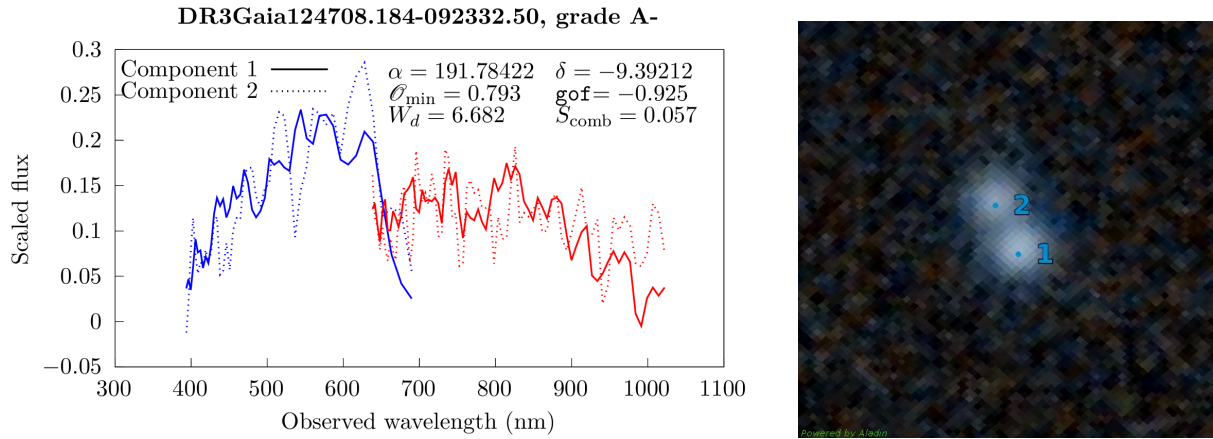 DR3Gaia124708.184-092332.50, grade A-
Component 1
Component 2
α = 191.78422 δ = −9.39212
𝒪min = 0.793 gof= −0.925
Wd = 6.682 Scomb = 0.057
Scaled flux
0.3
0.25
0.2
0.15
0.1
0.05
0
−0.05
300 400 500 600 700 800 900 1000 1100
Observed wavelength (nm)
2
1
Powered by Aladin